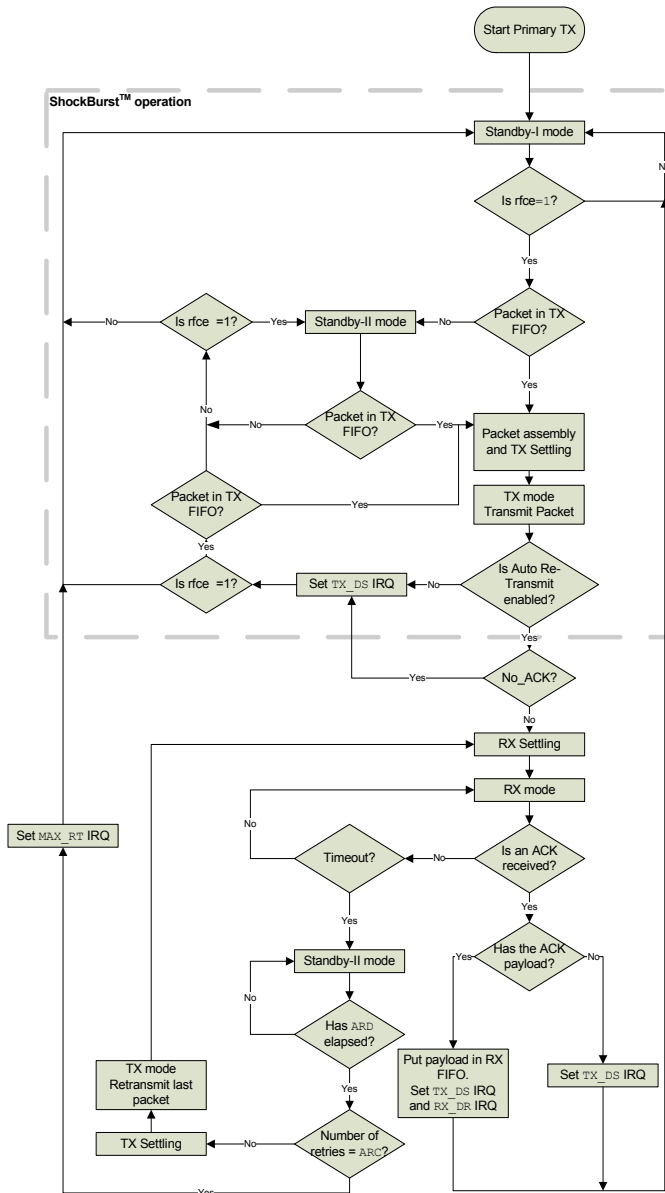 Start Primary TX
ShockBurst™ operation
Standby-I mode
N
Is rfce=1?
Yes
Is rfce =1?
No
Yes
Standby-II mode
No
Packet in TX
FIFO?
Yes
No
Packet in TX
FIFO?
No
Yes
Packet assembly
and TX Settling
Packet in TX
FIFO?
Yes
TX mode
Transmit Packet
Yes
Is rfce =1?
Set TX_DS IRQ
No
Is Auto Re-
Transmit
enabled?
Yes
No_ACK?
Yes
No
RX Settling
RX mode
Set MAX_RT IRQ
No
Timeout?
No
Is an ACK
received?
Yes
Yes
Standby-II mode
Has the ACK
payload?
Yes
No
No
Has ARD
elapsed?
Yes
TX mode
Retransmit last
packet
Put payload in RX
FIFO.
Set TX_DS IRQ
and RX_DR IRQ
Set TX_DS IRQ
TX Settling
No
Number of
retries = ARC?
Yes